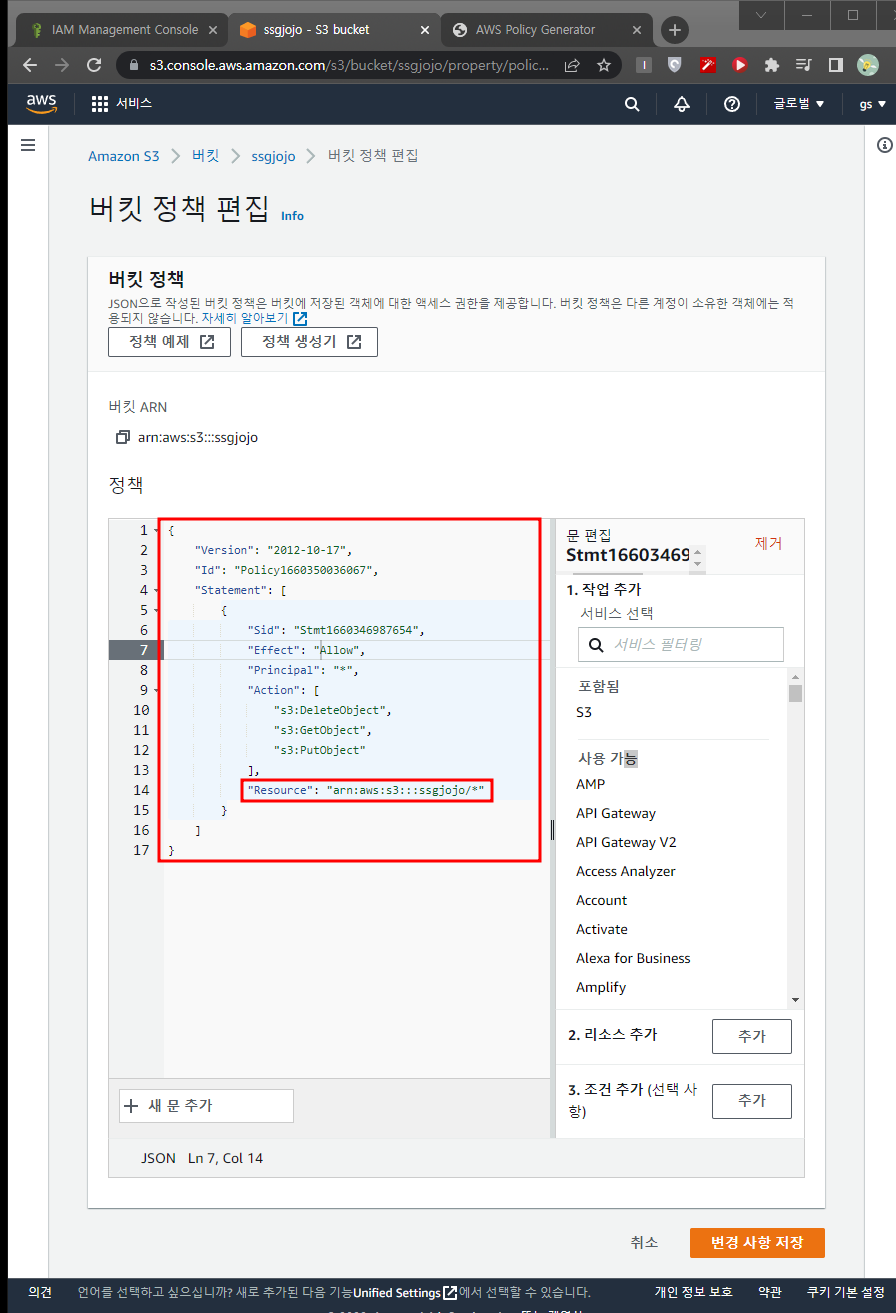 IAM Management Console
ssgjojo - S3 bucket
AWS Policy Generator
s3.console.aws.amazon.com/s3/bucket/ssgjojo/property/polic...
aws
서비스
글로벌
gs
Amazon S3
버킷
ssgjojo
버킷 정책 편집
버킷 정책 편집
Info
버킷 정책
JSON으로 작성된 버킷 정책은 버킷에 저장된 객체에 대한 액세스 권한을 제공합니다. 버킷 정책은 다른 계정이 소유한 객체에는 적
용되지 않습니다. 자세히 알아보기
정책 예제
정책 생성기
버킷 ARN
arn:aws:s3:::ssgjojo
정책
1 {
2 "Version": "2012-10-17",
3 "Id": "Policy1660350036067",
4 "Statement": [
5 {
6 "Sid": "Stmt1660346987654",
7 "Effect": "Allow",
8 "Principal": "*",
9 "Action": [
10 "s3:DeleteObject",
11 "s3:GetObject",
12 "s3:PutObject"
13 ],
14 "Resource": "arn:aws:s3:::ssgjojo/*"
15 }
16 ]
17 }
문 편집
Stmt16603469
제거
1. 작업 추가
서비스 선택
서비스 필터링
포함됨
S3
사용 가능
AMP
API Gateway
API Gateway V2
Access Analyzer
Account
Activate
Alexa for Business
Amplify
2. 리소스 추가
추가
3. 조건 추가 (선택 사
항)
추가
+ 새 문 추가
JSON Ln 7, Col 14
취소
변경 사항 저장
의견
언어를 선택하고 싶으십니까? 새로 추가된 다음 기능Unified Settings에서 선택할 수 있습니다.
개인 정보 보호
약관
쿠키 기본 설정